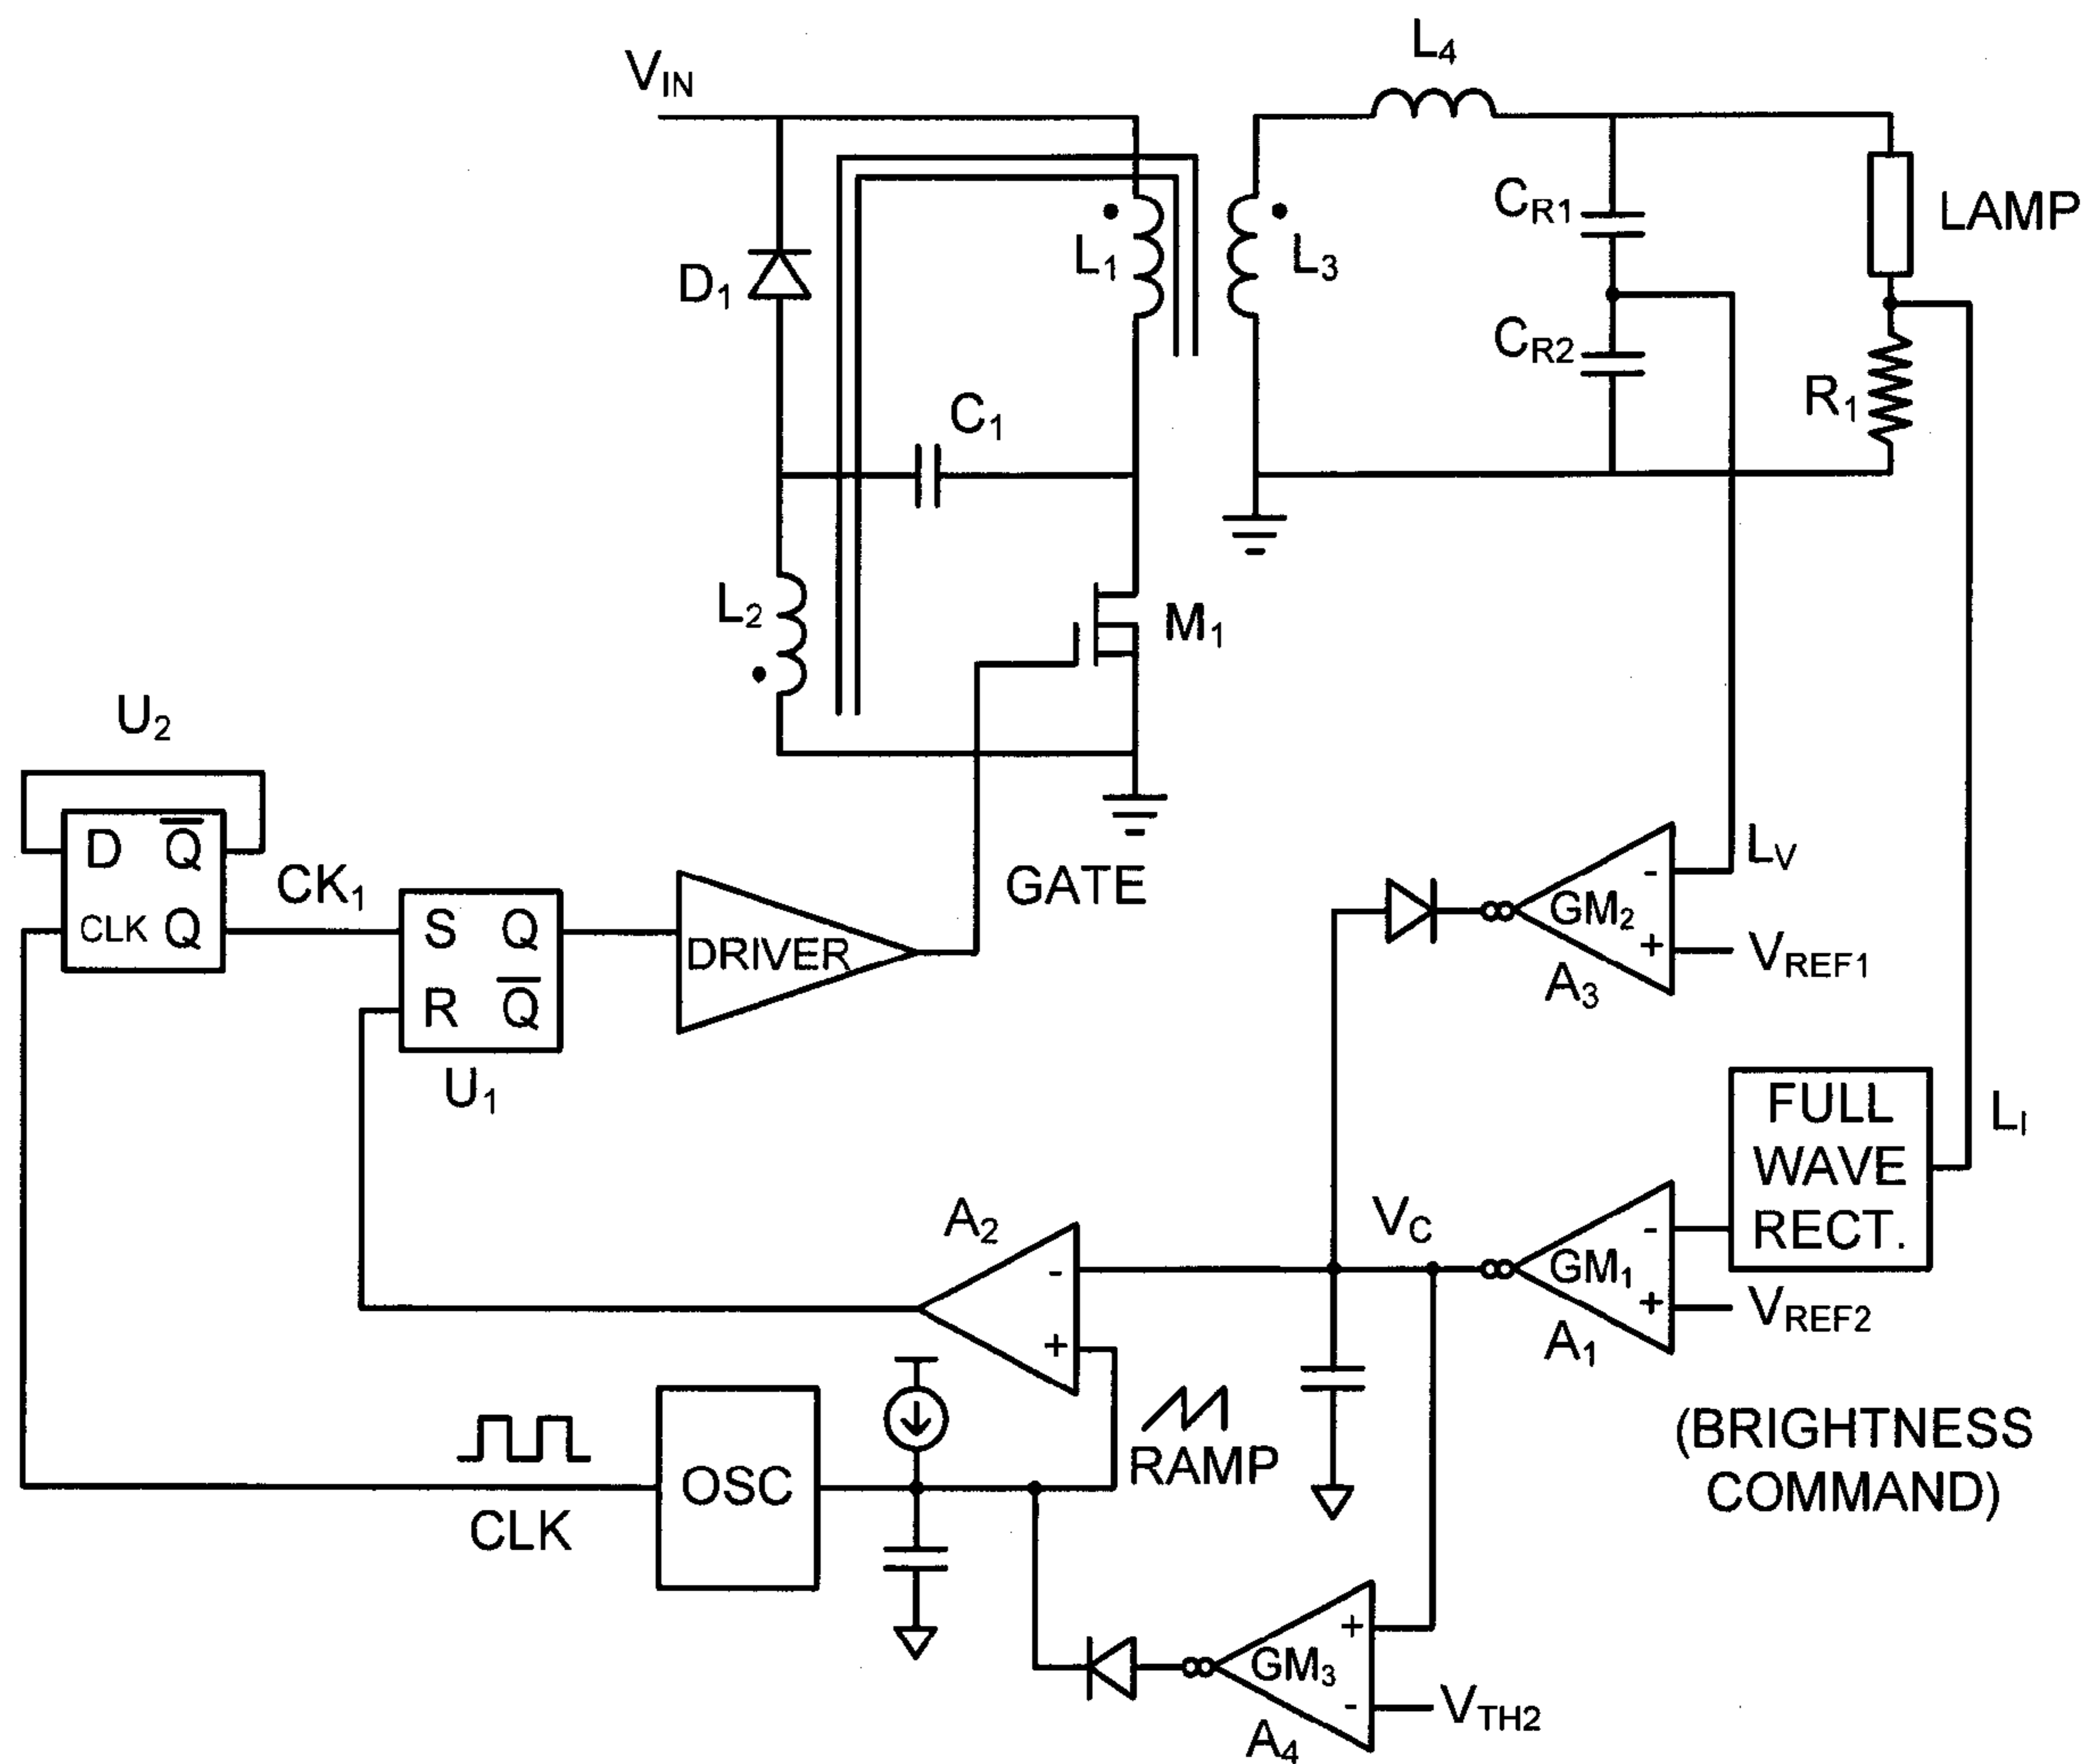 L4
VIN
CR1
LAMP
D1
L1
L3
CR2
R1
C1
L2
M1
U2
D Q
CLK Q
CK1
S Q
R Q
U1
DRIVER
GATE
LV
GM2
-
+
VREF1
A3
FULL
WAVE
RECT.
LI
A2
-
+
VC
GM1
-
+
VREF2
A1
(BRIGHTNESS
COMMAND)
RAMP
OSC
CLK
GM3
+
-
VTH2
A4